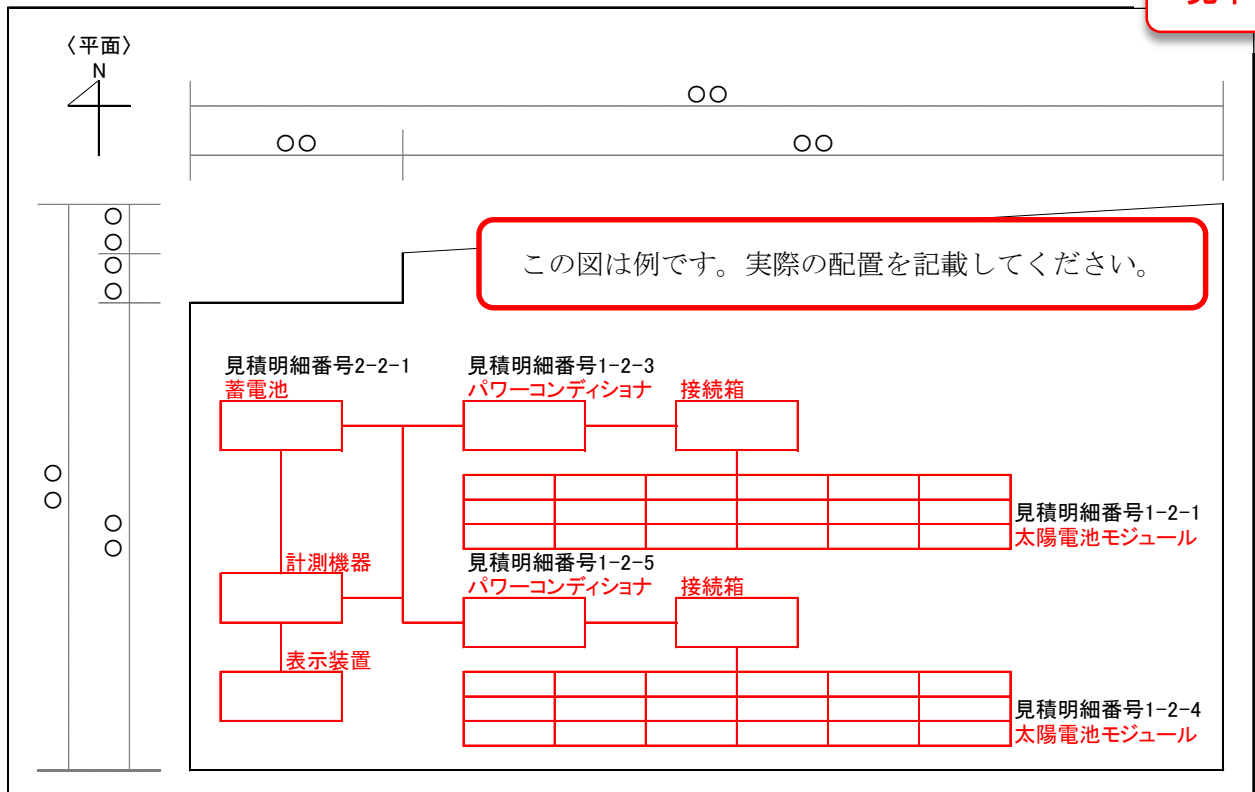 〈平面〉
N
○○
○○
○○
○○
○○
○○
○○
この図は例です。実際の配置を記載してください。
見積明細番号2-2-1
蓄電池
見積明細番号1-2-3
パワーコンディショナ
接続箱
見積明細番号1-2-1
太陽電池モジュール
計測機器
見積明細番号1-2-5
パワーコンディショナ
接続箱
表示装置
見積明細番号1-2-4
太陽電池モジュール